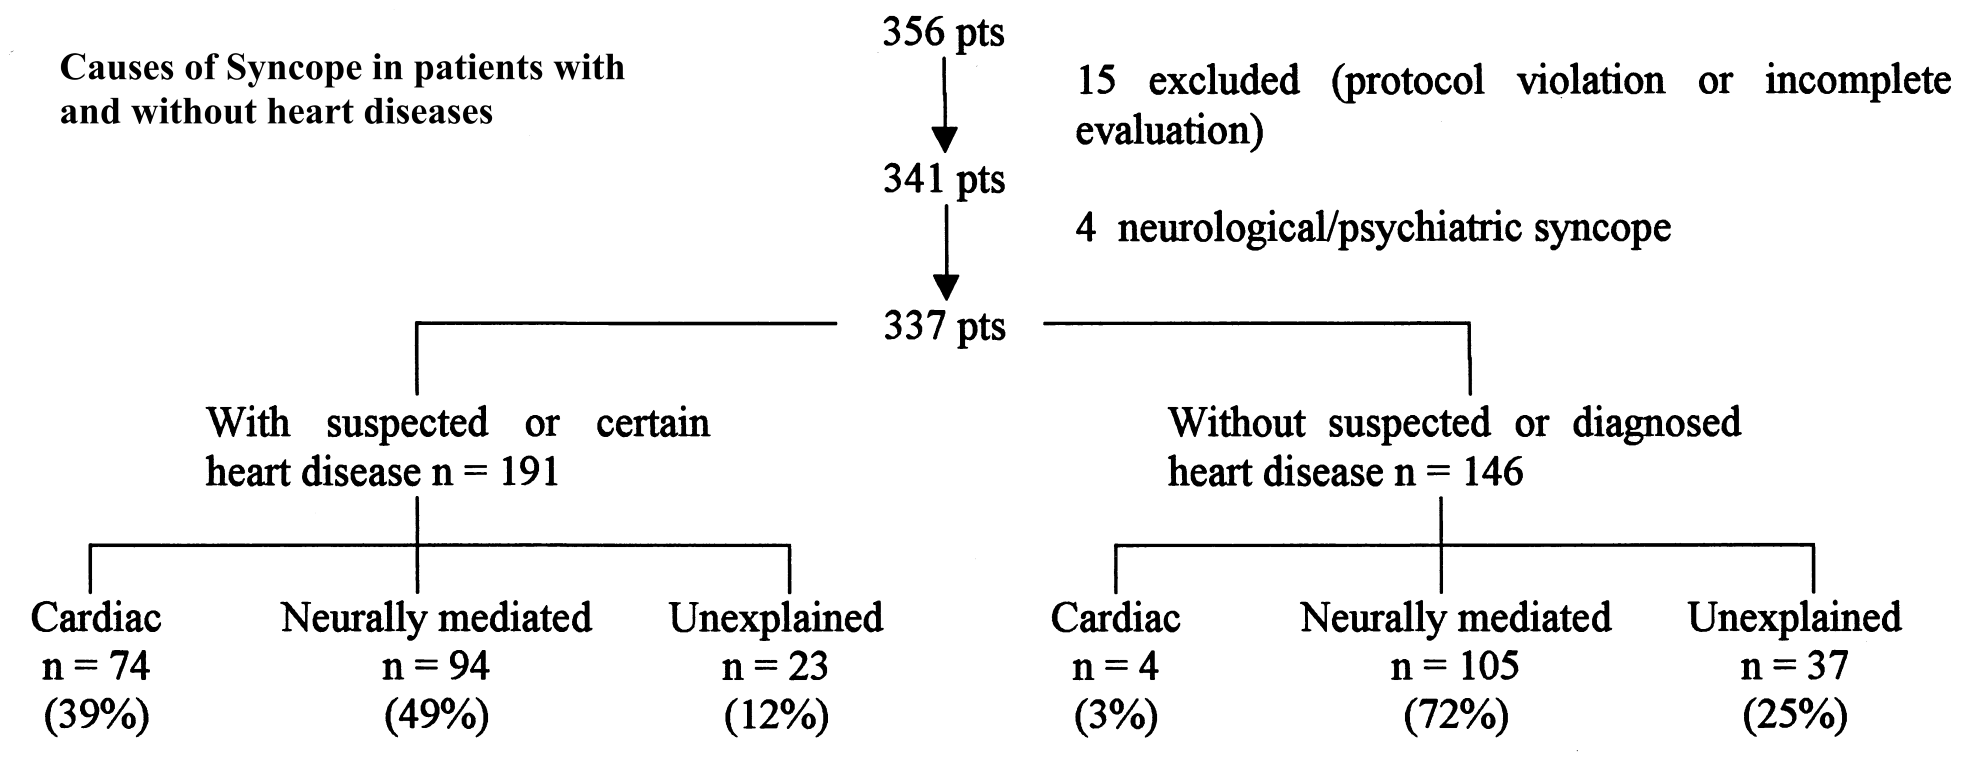 Causes of Syncope in patients with
and without heart diseases
356 pts
15 excluded (protocol violation or incomplete
evaluation)
341 pts
4 neurological/psychiatric syncope
337 pts
With suspected or certain
heart disease n = 191
Without suspected or diagnosed
heart disease n = 146
Cardiac
n = 74
(39%)
Neurally mediated
n = 94
(49%)
Unexplained
n = 23
(12%)
Cardiac
n = 4
(3%)
Neurally mediated
n = 105
(72%)
Unexplained
n = 37
(25%)